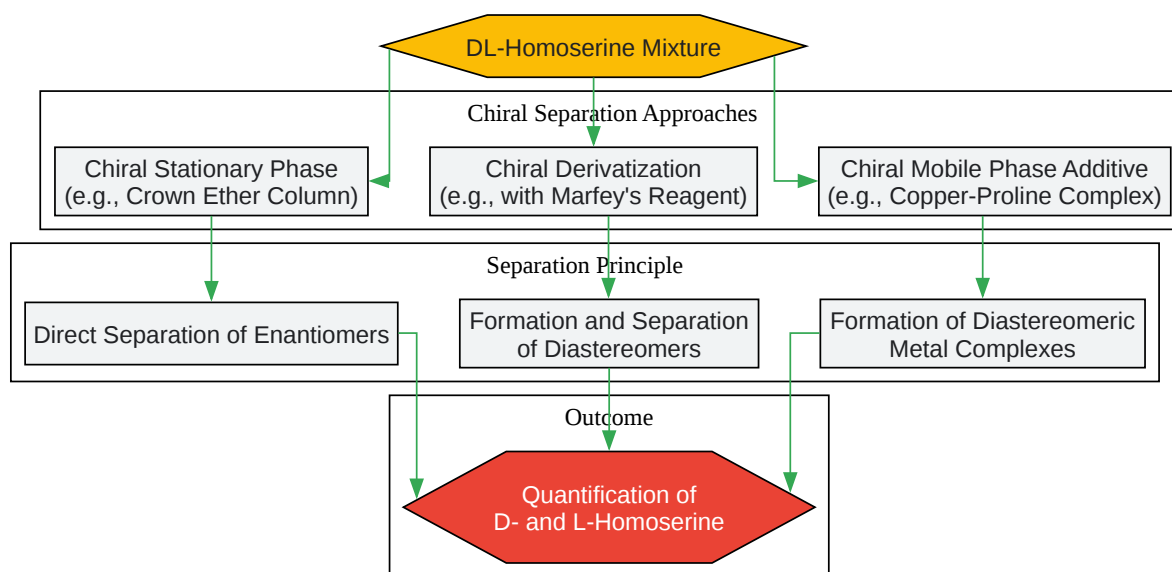 DL-Homoserine Mixture
Chiral Separation Approaches
Chiral Stationary Phase
(e.g., Crown Ether Column)
Chiral Derivatization
(e.g., with Marfey's Reagent)
Chiral Mobile Phase Additive
(e.g., Copper-Proline Complex)
Separation Principle
Direct Separation of Enantiomers
Formation and Separation
of Diastereomers
Formation of Diastereomeric
Metal Complexes
Outcome
Quantification of
D- and L-Homoserine